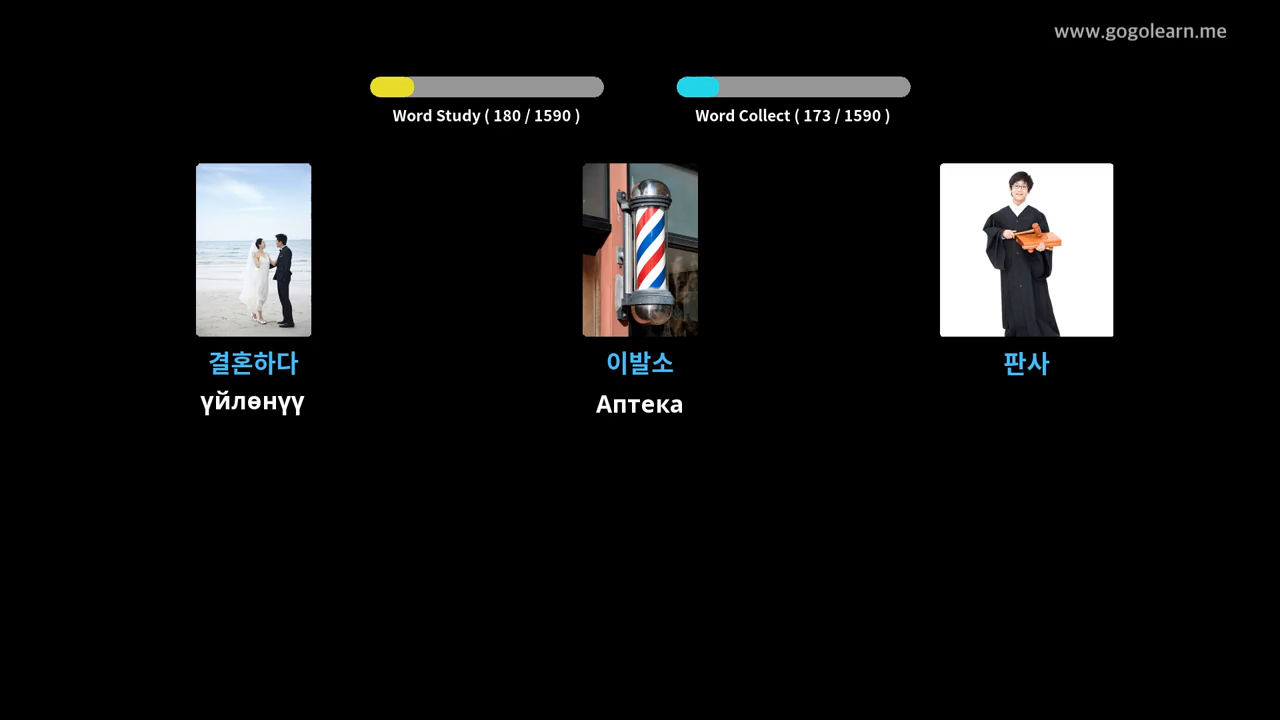 www.gogolearn.me
Word Study ( 180 / 1590 )
Word Collect ( 173 / 1590 )
결혼하다
үйлөнүү
이발소
Аптека
판사